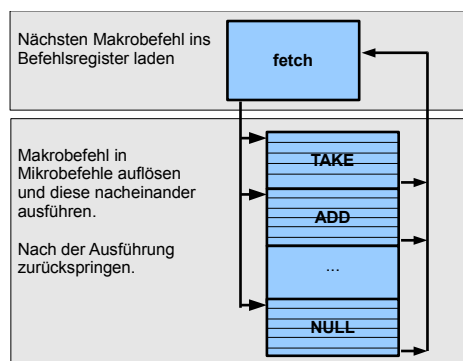 Nächsten Makrobefehl ins
Befehlsregister laden
fetch
Makrobefehl in
Mikrobefehle auflösen
und diese nacheinander
ausführen.
Nach der Ausführung
zurückspringen.
TAKE
ADD
...
NULL